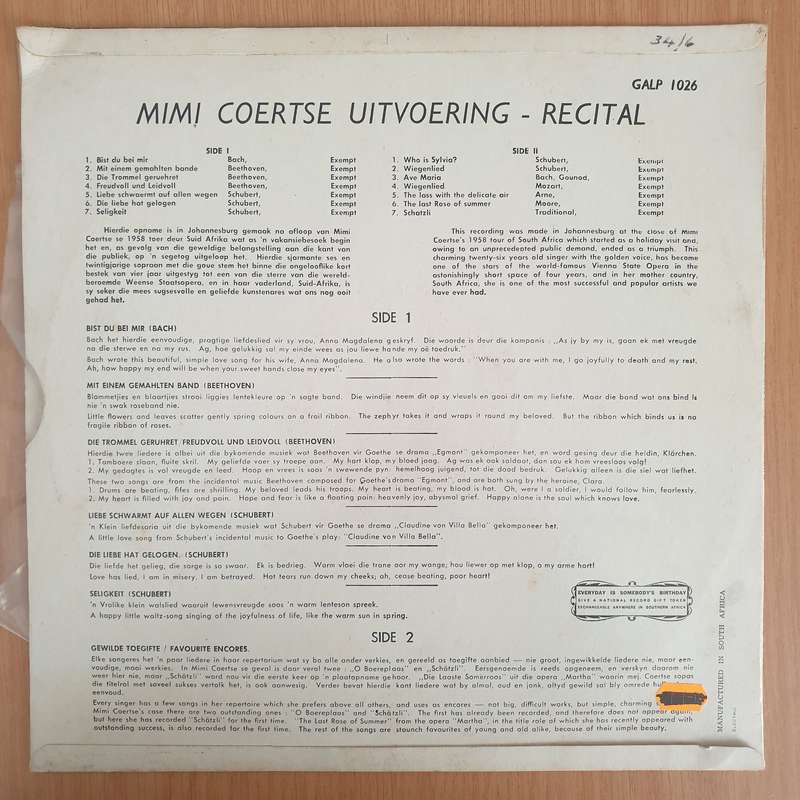 34/6
GALP 1026
MIMI COERTSE UITVOERING - RECITAL
SIDE I
1. Bist du bei mir Bach, Exempt
2. Mit einem gemahlten bande Beethoven, Exempt
3. Die Trommel geruehret Beethoven, Exempt
4. Freudvoll und Leidvoll Beethoven, Exempt
5. Liebe schwaermt auf allen wegen Schubert, Exempt
6. Die liebe hat gelogen Schubert, Exempt
7. Seligkeit Schubert, Exempt
SIDE II
1. Who is Sylvia? Schubert, Exempt
2. Wiegenlied Schubert, Exempt
3. Ave Maria Bach, Gounod, Exempt
4. Wiegenlied Mozart, Exempt
5. The lass with the delicate air Arne, Exempt
6. The last Rose of summer Moore, Exempt
7. Schatzli Traditional, Exempt
Hierdie opname is in Johannesburg gemaak na afloop van Mimi
Coertse se 1958 toer deur Suid Afrika wat as 'n vakansiebesoek begin
het en, as gevolg van die geweldige belangstelling aan die kant van
die publiek, op 'n segetog uitgeloop het. Hierdie sjarmante ses en
twintigjarige sopraan met die goue stem het binne die ongelooflike kort
bestek van vier jaar uitgestyg tot een van die sterre van die wereld-
beroemde Weense Staatsopera, en in haar vaderland, Suid-Afrika, is
sy seker die mees sugsesvolle en geliefde kunstenares wat ons nog ooit
gehad het.
This recording was made in Johannesburg at the close of Mimi
Coertse's 1958 tour of South Africa which started as a holiday visit and,
owing to an unprecedented public demand, ended as a triumph. This
charming twenty-six years old singer with the golden voice, has become
one of the stars of the world-famous Vienna State Opera in the
astonishingly short space of four years, and in her mother country,
South Africa, she is one of the most successful and popular artists we
have ever had.
SIDE 1
BIST DU BEI MIR (BACH)
Bach het hierdie eenvoudige, pragtige liefdeslied vir sy vrou, Anna Magdalena geskryf. Die woorde is deur die komponis : „As jy by my is, gaan ek met vreugde
na die sterwe en na my rus. Ag, hoe gelukkig sal my einde wees as jou liewe hande my oë toedruk."
Bach wrote this beautiful, simple love song for his wife, Anna Magdalena. He also wrote the words : "When you are with me, I go joyfully to death and my rest.
Ah, how happy my end will be when your sweet hands close my eyes".
MIT EINEM GEMAHLTEN BAND (BEETHOVEN)
Blommetjies en blaartjies strooi liggies lentekleure op 'n sagte band. Die windjie neem dit op sy vleuels en gooi dit om my liefste. Maar die band wat ons bind is
nie 'n swak roseband nie.
Little flowers and leaves scatter gently spring colours on a frail ribbon. The zephyr takes it and wraps it round my beloved. But the ribbon which binds us is no
fragile ribbon of roses.
DIE TROMMEL GERUHRET/FREUDVOLL UND LEIDVOLL (BEETHOVEN)
Hierdie twee liedere is albei uit die bykomende musiek wat Beethoven vir Goethe se drama „Egmont" gekomponeer het, en word gesing deur die heldin, Klärchen.
1. Tamboere slaan, fluite skril. My geliefde voer sy troepe aan. My hart klop, my bloed jaag. Ag was ek ook soldaat, dan sou ek hom vreesloos volg!
2. My gedagtes is vol vreugde en leed. Hoop en vrees is soos 'n swewende pyn: hemelhoog juigend, tot die dood bedruk. Gelukkig alleen is die siel wat liefhet.
These two songs are from the incidental music Beethoven composed for Goethe's drama "Egmont", and are both sung by the heroine, Clara.
1. Drums are beating, fifes are shrilling. My beloved leads his troops. My heart is beating, my blood is hot. Oh, were I a soldier, I would follow him, fearlessly.
2. My heart is filled with joy and pain. Hope and fear is like a floating pain: heavenly joy, abysmal grief. Happy alone is the soul which knows love.
LIEBE SCHWARMT AUF ALLEN WEGEN (SCHUBERT)
'n Klein liefdesaria uit die bykomende musiek wat Schubert vir Goethe se drama „Claudine von Villa Bella" gekomponeer het.
A little love song from Schubert's incidental music to Goethe's play: "Claudine von Villa Bella".
DIE LIEBE HAT GELOGEN. (SCHUBERT)
Die liefde het gelieg, die sorge is so swaar. Ek is bedrieg. Warm vloei die trane oor my wange; hou liewer op met klop, o my arme hart!
Love has lied, I am in misery, I am betrayed. Hot tears run down my cheeks; ah, cease beating, poor heart!
SELIGKEIT (SCHUBERT)
'n Vrolike klein walslied waaruit lewensvreugde soos 'n warm lenteson spreek.
A happy little waltz-song singing of the joyfulness of life, like the warm sun in spring.
EVERYDAY IS SOMEBODY'S BIRTHDAY
GIVE A NATIONAL RECORD GIFT TOKEN
EXCHANGEABLE ANYWHERE IN SOUTHERN AFRICA
SIDE 2
GEWILDE TOEGIFTE / FAVOURITE ENCORES.
Elke sangeres het 'n paar liedere in haar repertorium wat sy bo alle ander verkies, en gereeld as toegifte aanbied — nie groot, ingewikkelde liedere nie, maar een-
voudige, mooi werkies. In Mimi Coertse se geval is daar veral twee : „O Boereplaas" en „Schätzli". Eersgenoemde is reeds opgeneem, en verskyn daarom nie
weer hier nie, maar „Schätzli" word nou vir die eerste keer op 'n plaatopname gehoor. „Die Laaste Somerroos" uit die opera „Martha" waarin mej. Coertse sopas
die titelrol met soveel sukses vertolk het, is ook aanwesig. Verder bevat hierdie kant liedere wat by almal, oud en jonk, altyd gewild sal bly omrede hu
eenvoud.
Every singer has a few songs in her repertoire which she prefers above all others, and uses as encores — not big, difficult works, but simple, charming
Mimi Coertse's case there are two outstanding ones : "O Boereplaas" and "Schätzli". The first has already been recorded, and therefore does not appear again,
but here she has recorded "Schätzli" for the first time. "The Last Rose of Summer" from the opera "Martha", in the title role of which she has recently appeared with
outstanding success, is also recorded for the first time. The rest of the songs are staunch favourites of young and old alike, because of their simple beauty.
MANUFACTURED IN SOUTH AFRICA